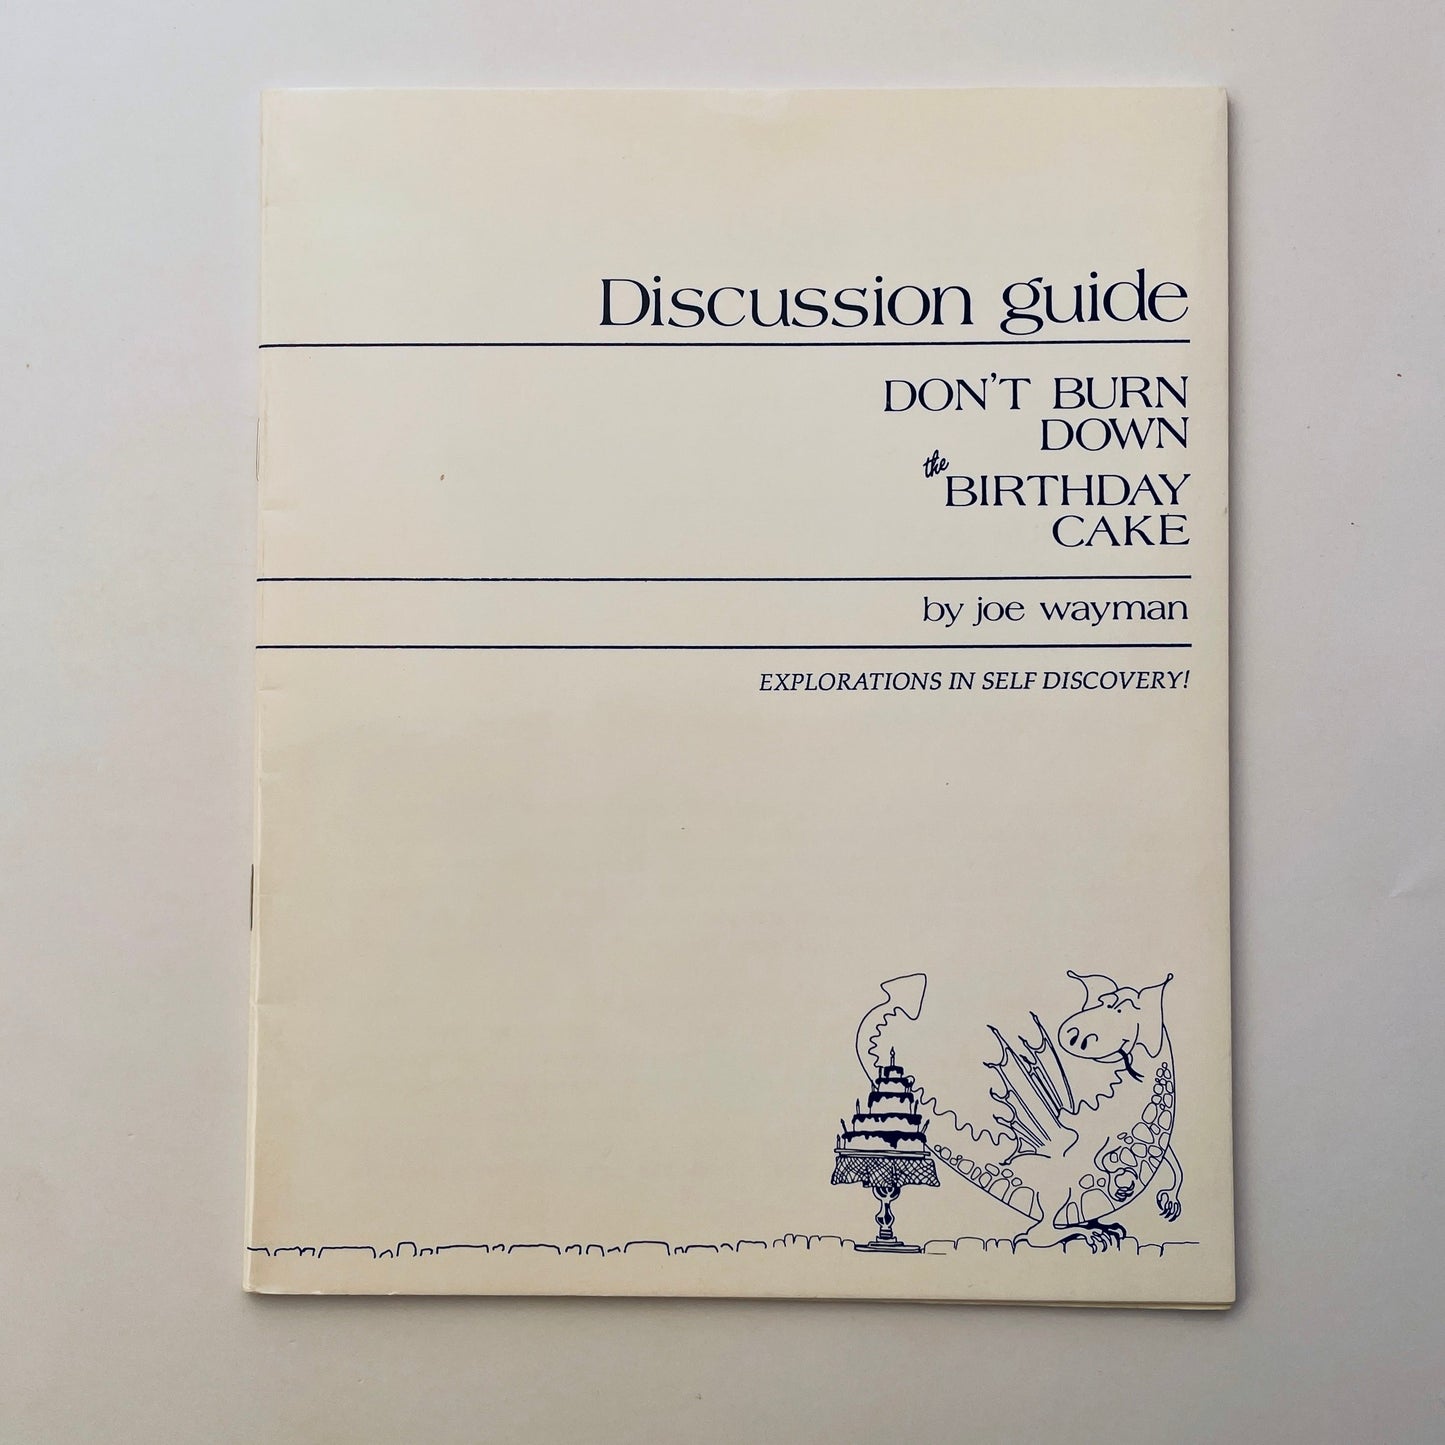 Discussion guide
DON'T BURN
DOWN
the
BIRTHDAY
CAKE
by joe wayman
EXPLORATIONS IN SELF DISCOVERY!